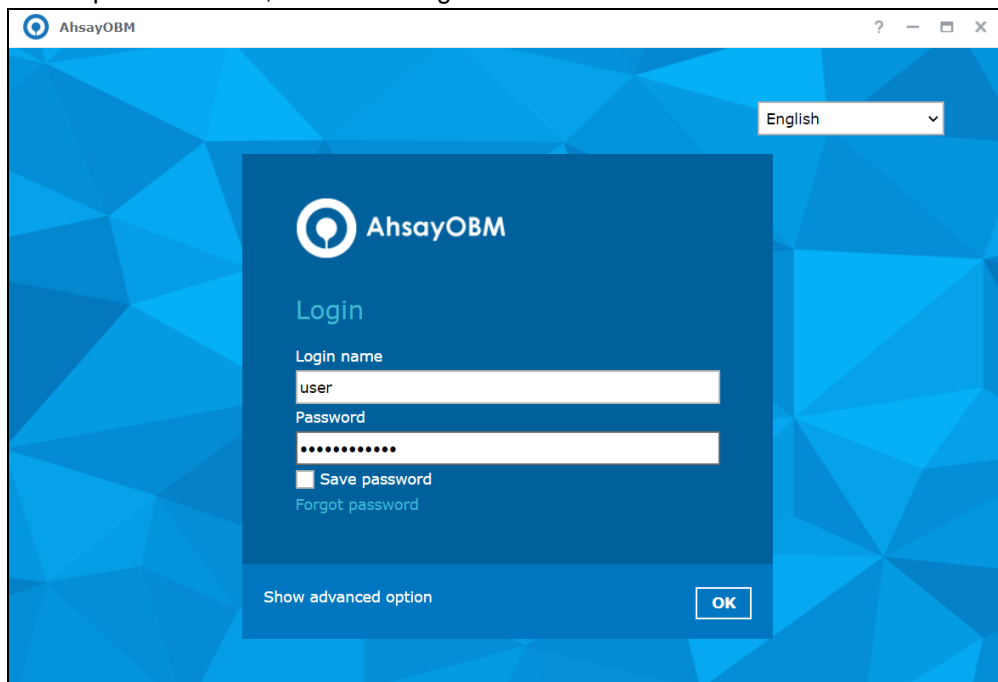 AhsayOBM
English
AhsayOBM
Login
Login name
user
Password
••••••••••••
Save password
Forgot password
Show advanced option
OK